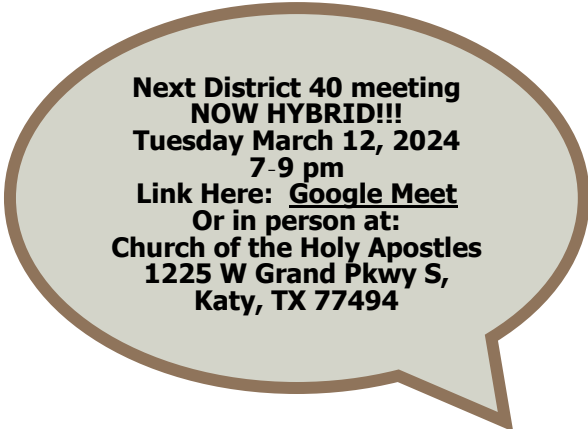 Next District 40 meeting
NOW HYBRID!!!
Tuesday March 12, 2024
7-9 pm
Link Here: Google Meet
Or in person at:
Church of the Holy Apostles
1225 W Grand Pkwy S,
Katy, TX 77494